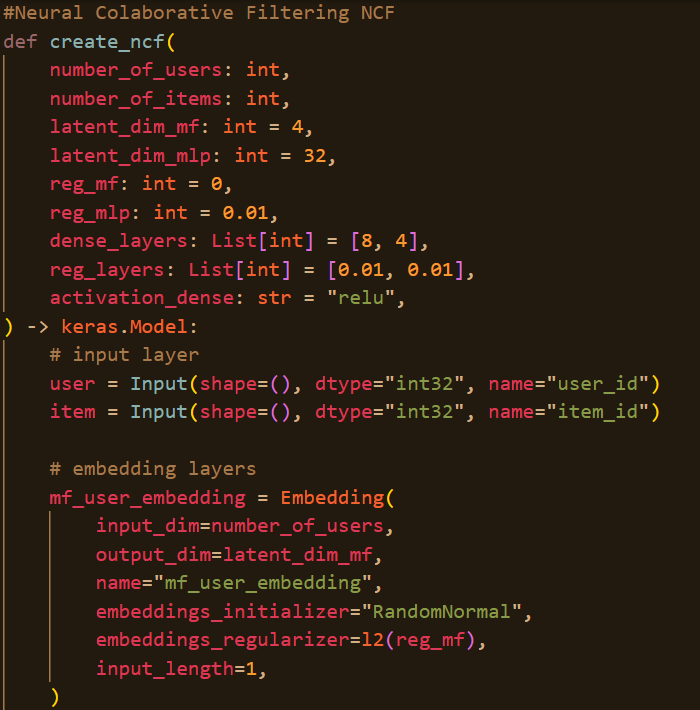 #Neural Colaborative Filtering NCF
def create_ncf(
    number_of_users: int,
    number_of_items: int,
    latent_dim_mf: int = 4,
    latent_dim_mlp: int = 32,
    reg_mf: int = 0,
    reg_mlp: int = 0.01,
    dense_layers: List[int] = [8, 4],
    reg_layers: List[int] = [0.01, 0.01],
    activation_dense: str = "relu",
) -> keras.Model:
    # input layer
    user = Input(shape=(), dtype="int32", name="user_id")
    item = Input(shape=(), dtype="int32", name="item_id")
    # embedding layers
    mf_user_embedding = Embedding(
        input_dim=number_of_users,
        output_dim=latent_dim_mf,
        name="mf_user_embedding",
        embeddings_initializer="RandomNormal",
        embeddings_regularizer=l2(reg_mf),
        input_length=1,
    )